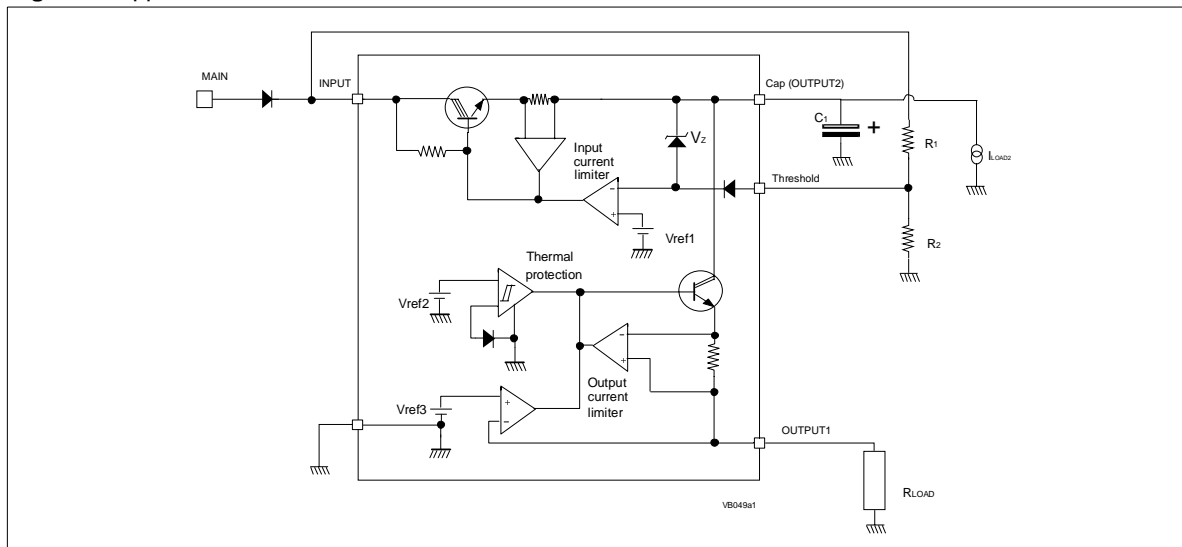 MAIN
INPUT
Cap (OUTPUT2)
C1
+
R1
ILOAD2
VZ
Input
current
limiter
Threshold
-
+
Vref1
R2
Thermal
protection
Vref2
-
+
Output
current
limiter
Vref3
+
-
OUTPUT1
RLOAD
VB049a1